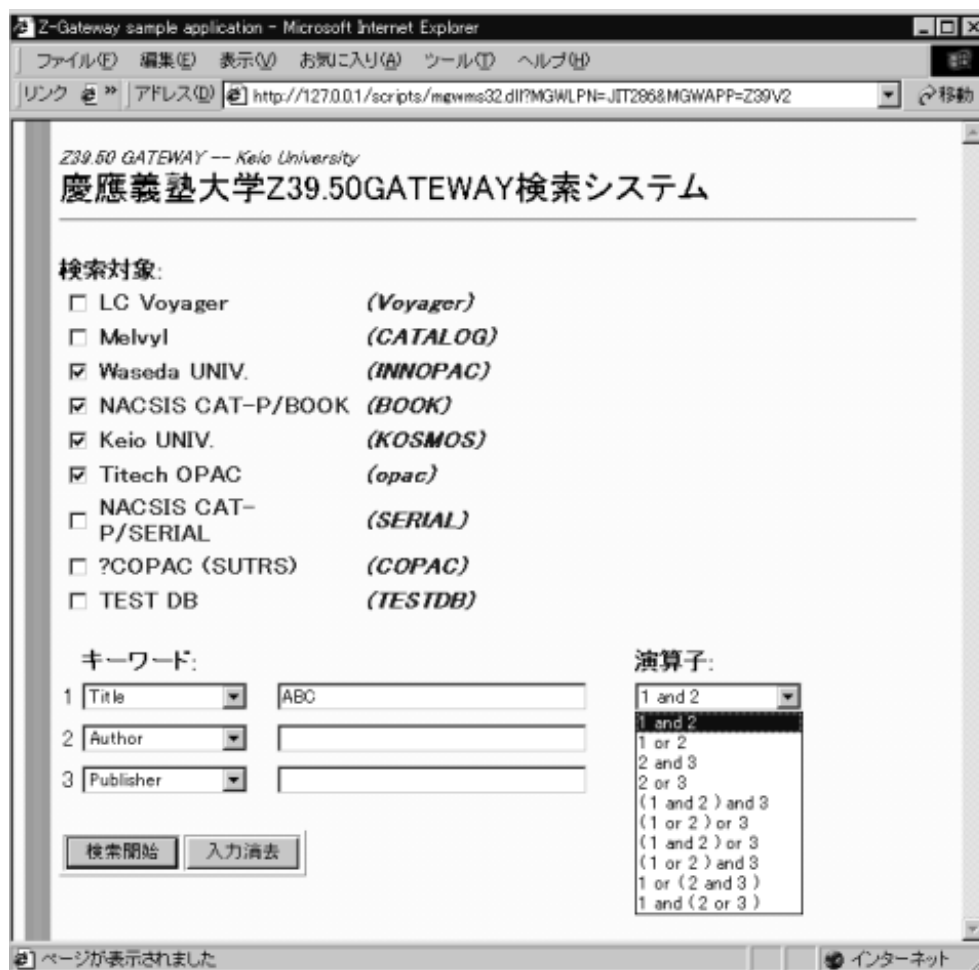 Z-Gateway sample application - Microsoft Internet Explorer
ファイル(F) 編集(E) 表示(V) お気に入り(A) ツール(T) ヘルプ(H)
リンク » アドレス(D) http://127.0.0.1/scripts/mgwms32.dll?MGWLPN=JIT286&MGWAPP=Z39V2 移動
Z39.50 GATEWAY -- Keio University
慶應義塾大学Z39.50GATEWAY検索システム
検索対象:
LC Voyager (Voyager)
Melvyl (CATALOG)
Waseda UNIV. (INNOPAC)
NACSIS CAT-P/BOOK (BOOK)
Keio UNIV. (KOSMOS)
Titech OPAC (opac)
NACSIS CAT-
P/SERIAL (SERIAL)
?COPAC (SUTRS) (COPAC)
TEST DB (TESTDB)
キーワード: 演算子:
1 Title ABC 1 and 2
1 and 2
2 Author 1 or 2
2 and 3
3 Publisher 2 or 3
(1 and 2 ) and 3
(1 or 2 ) or 3
検索開始 入力消去 (1 and 2 ) or 3
(1 or 2 ) and 3
1 or ( 2 and 3 )
1 and ( 2 or 3 )
ページが表示されました インターネット